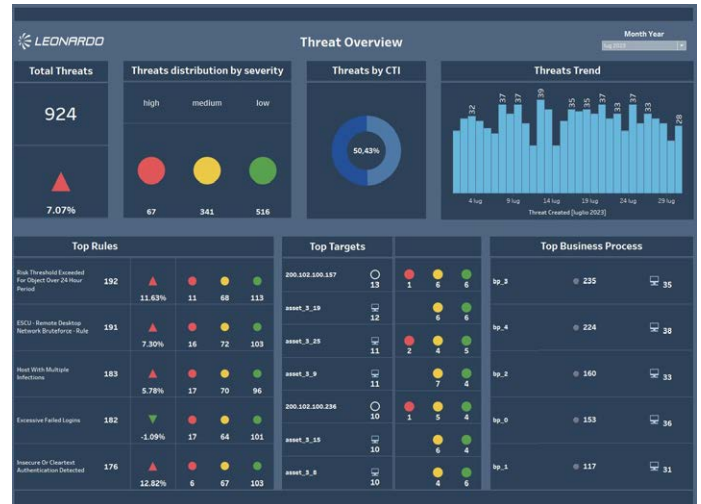 LEONARDO
Threat Overview
Month Year
lug 2023
Total Threats
924
7.07%
Threats distribution by severity
high medium low
67 341 516
Threats by CTI
50,43%
Threats Trend
32 37 37 39 35 35 37 33 37 33 28
4 lug 9 lug 14 lug 19 lug 24 lug 29 lug
Threat Created [luglio 2023]
Top Rules
Risk Threshold Exceeded
For Object Over 24 Hour
Period
192
11.63% 11 68 113
ESCU - Remote Desktop
Network Bruteforce - Rule
191
7.30% 16 72 103
Host With Multiple
Infections
183
5.78% 17 70 96
Excessive Failed Logins
182
-1.09% 17 64 101
Insecure Or Cleartext
Authentication Detected
176
12.82% 6 67 103
Top Targets
200.102.100.157 13 1 6 6
asset_3_19 12 6 6
asset_3_25 11 2 4 5
asset_3_9 11 7 4
200.102.100.236 10 1 5 4
asset_3_15 10 6 4
asset_3_8 10 4 6
Top Business Process
bp_3 235 35
bp_4 224 38
bp_2 160 33
bp_0 153 36
bp_1 117 31